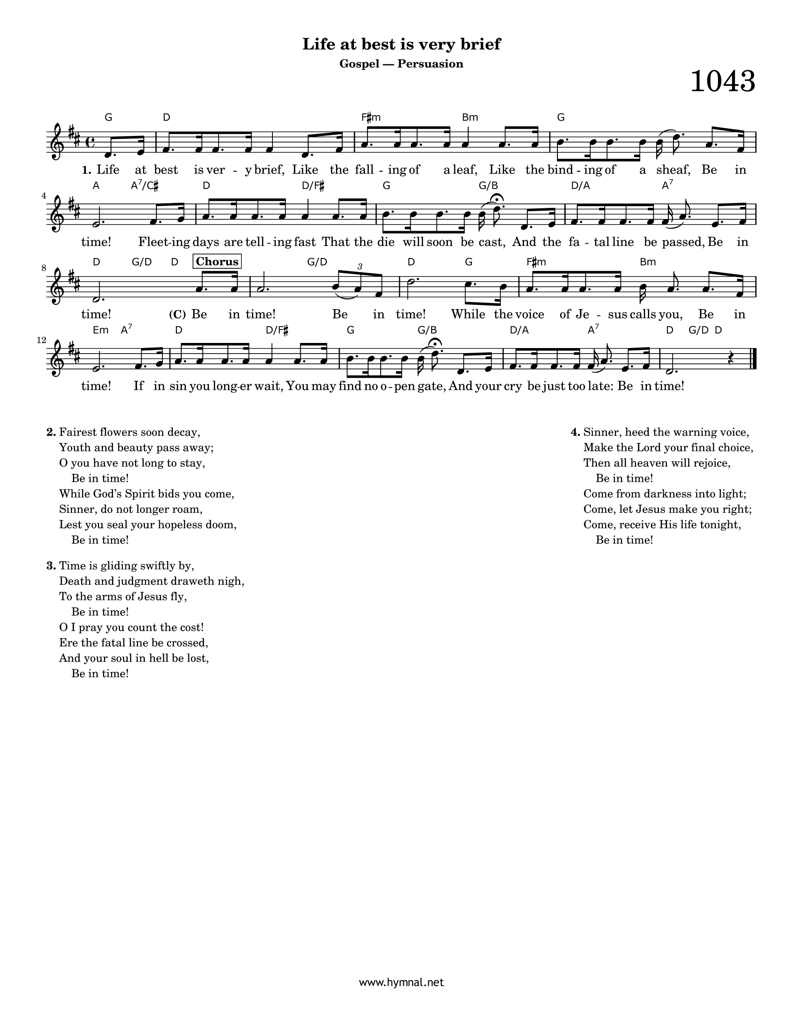 Life at best is very brief
Gospel — Persuasion
1043
G D F♯m Bm G
1. Life at best is ver - y brief, Like the fall - ing of a leaf, Like the bind - ing of a sheaf, Be in
A A7/C♯ D D/F♯ G G/B D/A A7
4
time! Fleet-ing days are tell - ing fast That the die will soon be cast, And the fa - tal line be passed, Be in
D G/D D Chorus G/D D G F♯m Bm
8
3
time! (C) Be in time! Be in time! While the voice of Je - sus calls you, Be in
Em A7 D D/F♯ G G/B D/A A7 D G/D D
12
time! If in sin you long-er wait, You may find no o - pen gate, And your cry be just too late: Be in time!
2. Fairest flowers soon decay,
Youth and beauty pass away;
O you have not long to stay,
Be in time!
While God's Spirit bids you come,
Sinner, do not longer roam,
Lest you seal your hopeless doom,
Be in time!
3. Time is gliding swiftly by,
Death and judgment draweth nigh,
To the arms of Jesus fly,
Be in time!
O I pray you count the cost!
Ere the fatal line be crossed,
And your soul in hell be lost,
Be in time!
4. Sinner, heed the warning voice,
Make the Lord your final choice,
Then all heaven will rejoice,
Be in time!
Come from darkness into light;
Come, let Jesus make you right;
Come, receive His life tonight,
Be in time!
www.hymnal.net